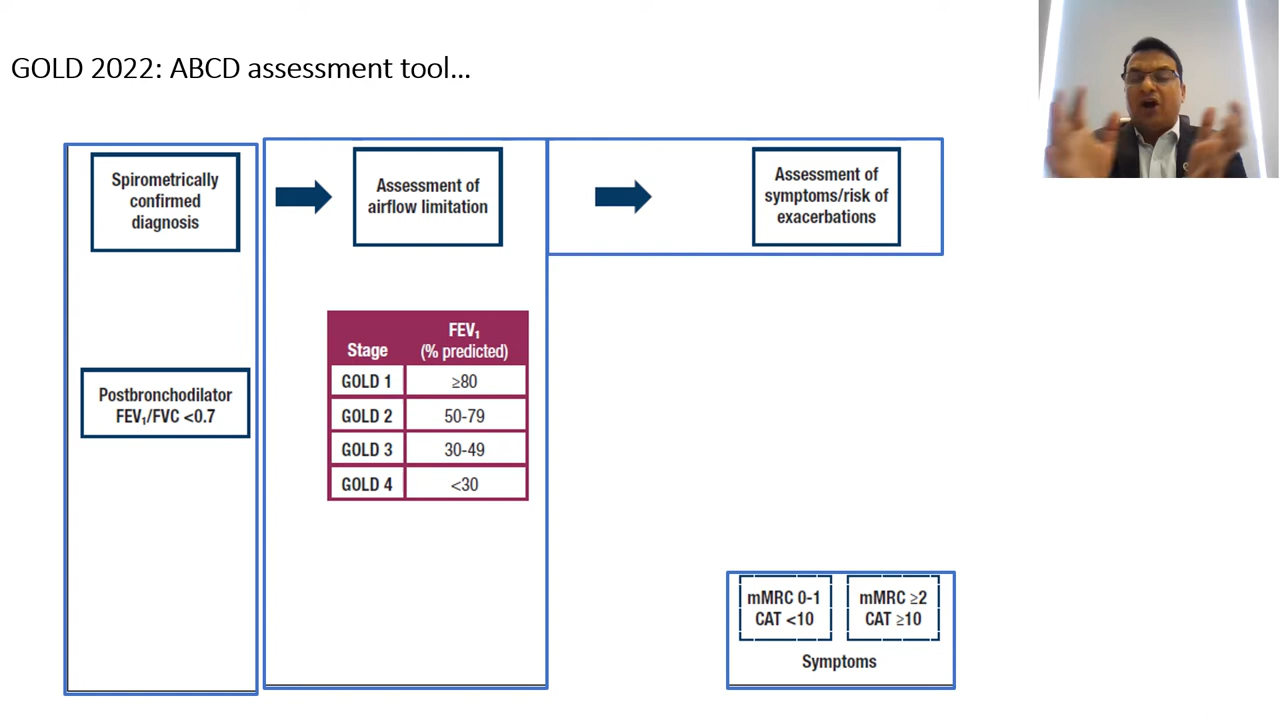 GOLD 2022: ABCD assessment tool...
Spirometrically
confirmed
diagnosis
Assessment of
airflow limitation
Assessment of
symptoms/risk of
exacerbations
Stage FEV₁ (% predicted)
GOLD 1 ≥80
GOLD 2 50-79
GOLD 3 30-49
GOLD 4 <30
Postbronchodilator
FEV₁/FVC <0.7
mMRC 0-1
CAT <10
mMRC ≥2
CAT ≥10
Symptoms